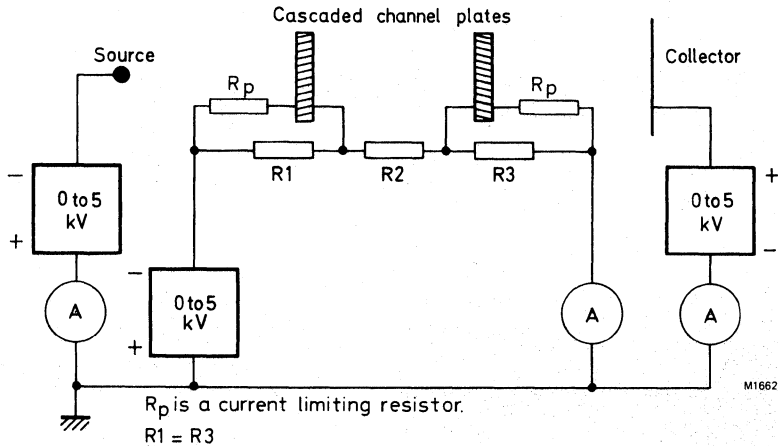 Cascaded channel plates
Source
Collector
Rp
Rp
R1
R2
R3
−
0 to 5
kV
+
−
0 to 5
kV
+
+
0 to 5
kV
−
A
A
A
M1662
Rp is a current limiting resistor.
R1 = R3